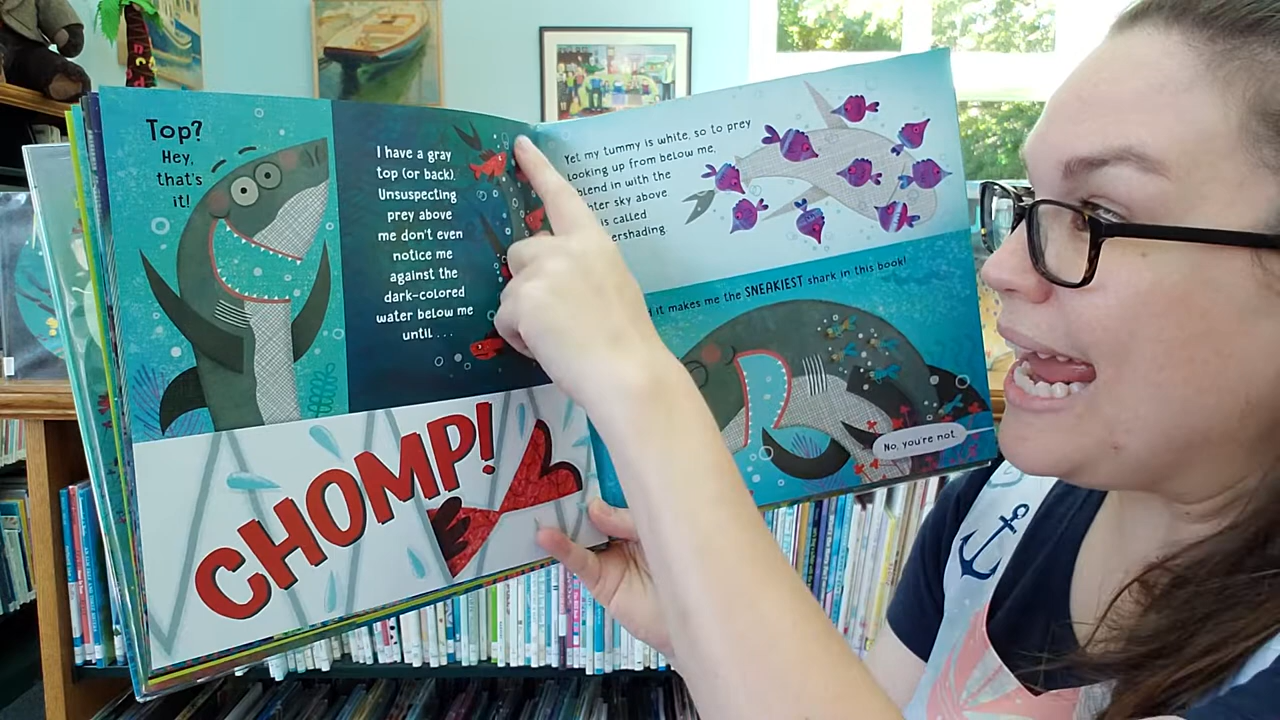 Top?
Hey,
that's
it!
I have a gray
top (or back).
Unsuspecting
prey above
me don't even
notice me
against the
dark-colored
water below me
until . . .
CHOMP!
Yet my tummy is white, so to prey
looking up from below me,
blend in with the
sky above.
is called
it makes me the SNEAKIEST shark in this book!
No, you're not.